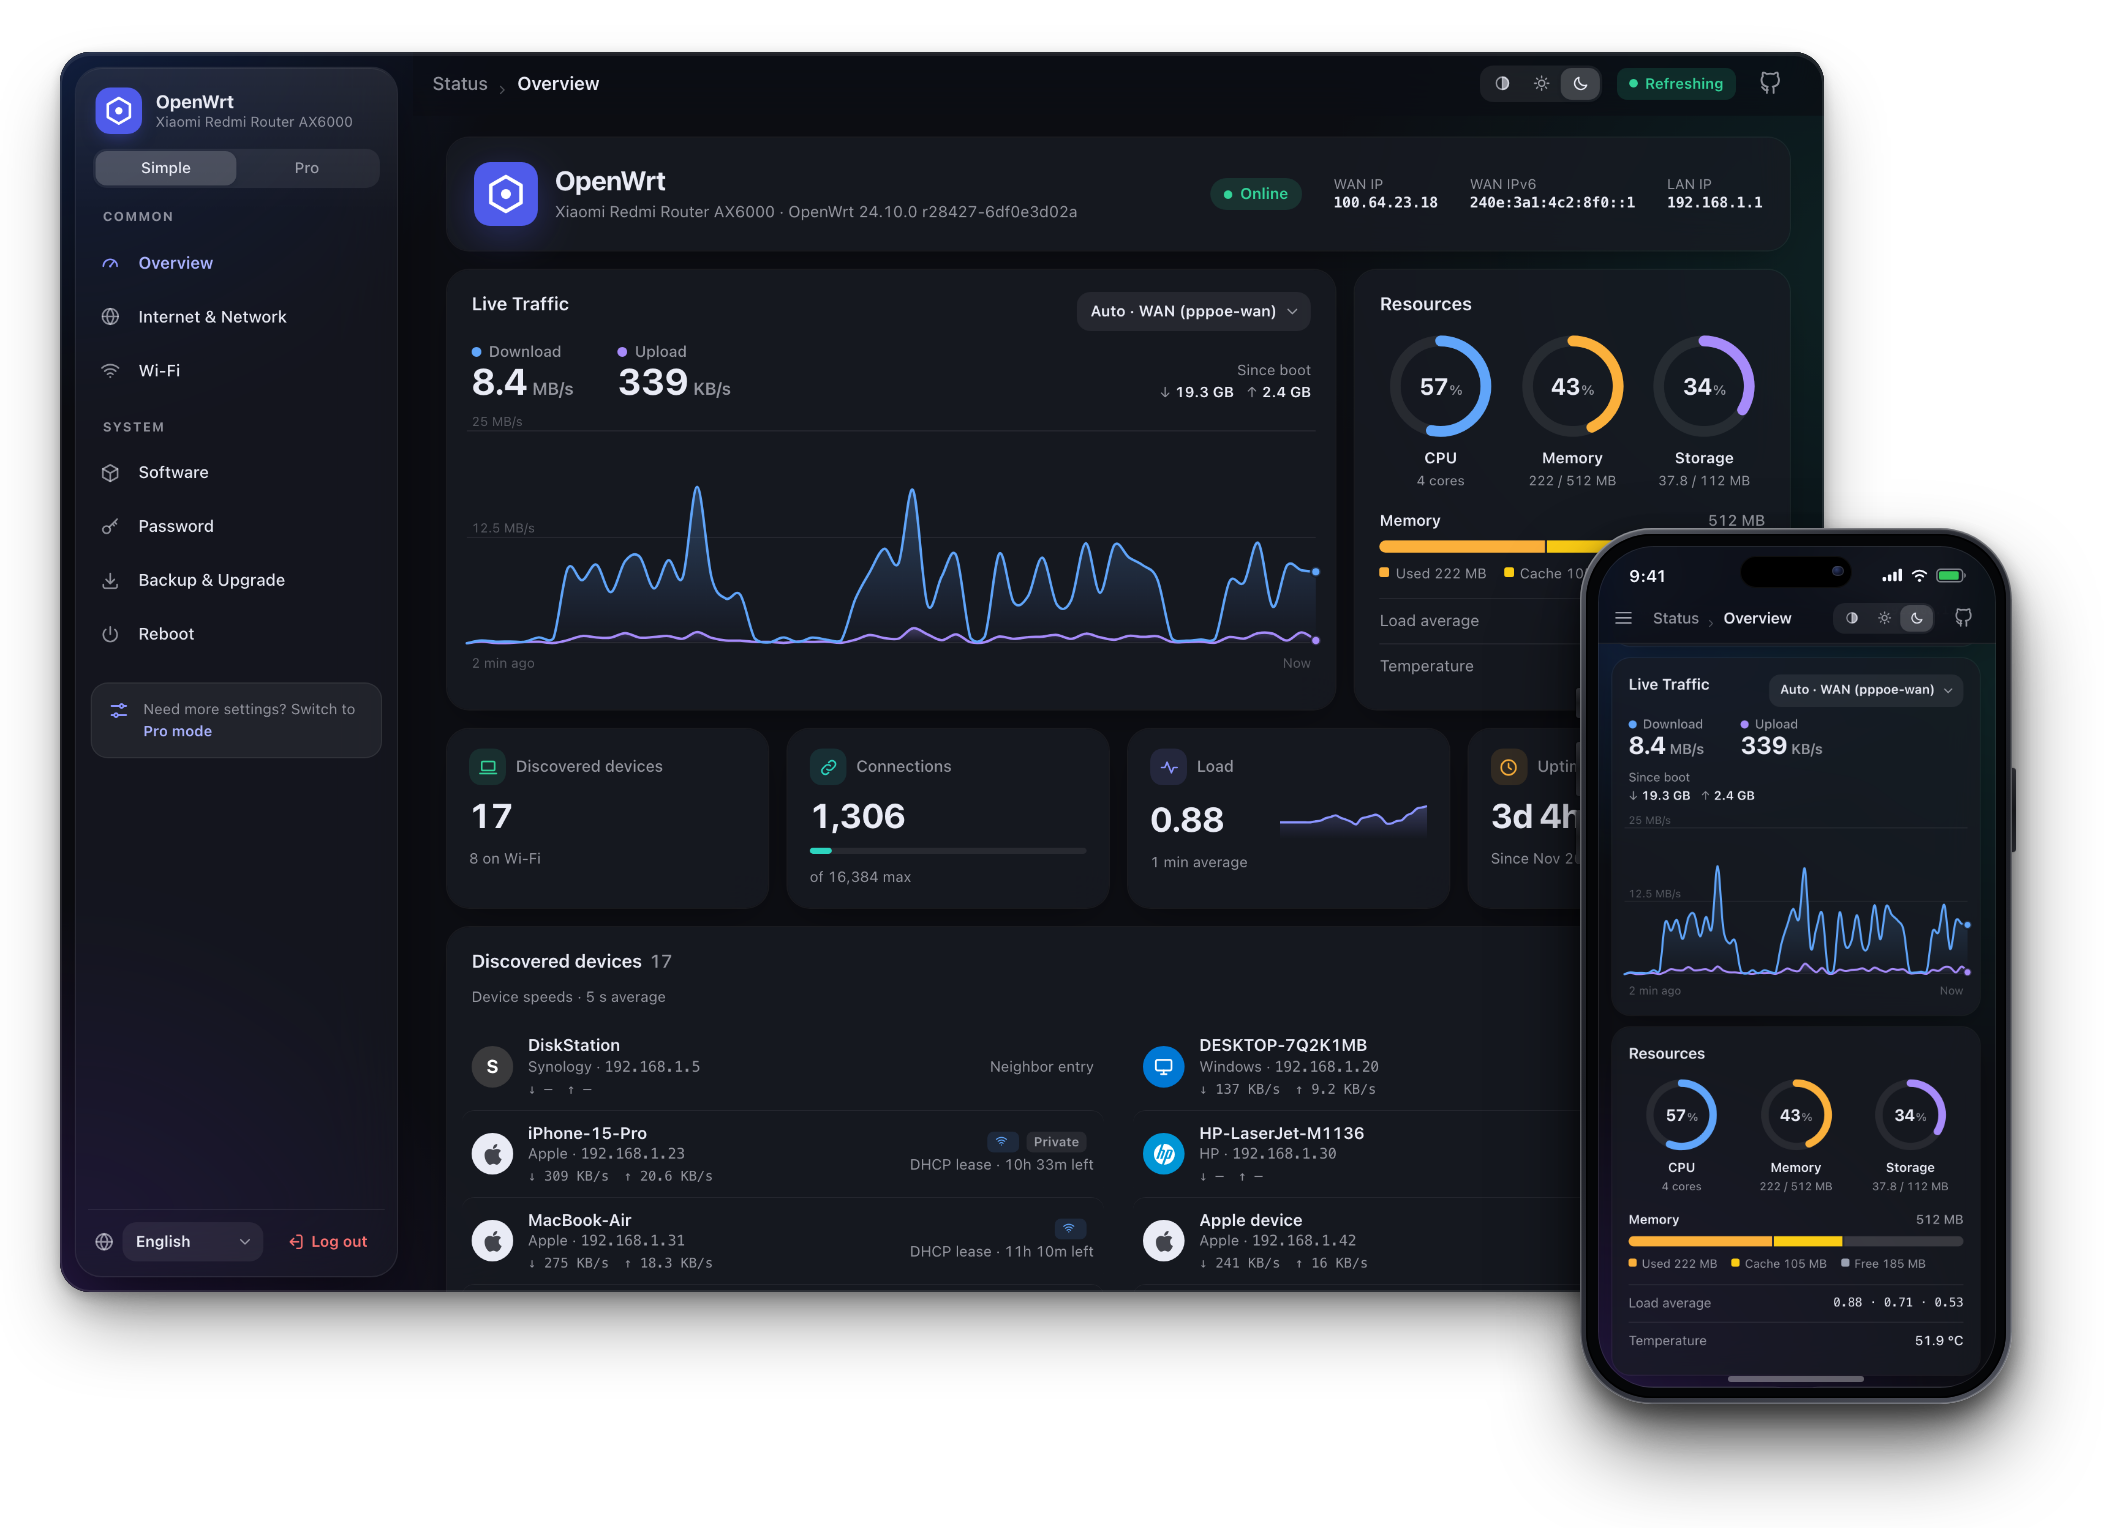 OpenWrt
Xiaomi Redmi Router AX6000
Simple
Pro
COMMON
Overview
Internet & Network
Wi-Fi
SYSTEM
Software
Password
Backup & Upgrade
Reboot
Need more settings? Switch to
Pro mode
English
Log out
Status › Overview
Refreshing
OpenWrt
Xiaomi Redmi Router AX6000 · OpenWrt 24.10.0 r28427-6df0e3d02a
Online
WAN IP
100.64.23.18
WAN IPv6
240e:3a1:4c2:8f0::1
LAN IP
192.168.1.1
Live Traffic
Auto · WAN (pppoe-wan)
Download
8.4 MB/s
Upload
339 KB/s
Since boot
↓ 19.3 GB ↑ 2.4 GB
25 MB/s
12.5 MB/s
2 min ago
Now
Resources
57%
CPU
4 cores
43%
Memory
222 / 512 MB
34%
Storage
37.8 / 112 MB
Memory
512 MB
Used 222 MB
Cache 10
Load average
Temperature
Discovered devices
17
8 on Wi-Fi
Connections
1,306
of 16,384 max
Load
0.88
1 min average
Uptim
3d 4h
Since Nov 2
Discovered devices 17
Device speeds · 5 s average
S
DiskStation
Synology · 192.168.1.5
↓ — ↑ —
Neighbor entry
DESKTOP-7Q2K1MB
Windows · 192.168.1.20
↓ 137 KB/s ↑ 9.2 KB/s
iPhone-15-Pro
Apple · 192.168.1.23
↓ 309 KB/s ↑ 20.6 KB/s
Private
DHCP lease · 10h 33m left
hp
HP-LaserJet-M1136
HP · 192.168.1.30
↓ — ↑ —
MacBook-Air
Apple · 192.168.1.31
↓ 275 KB/s ↑ 18.3 KB/s
DHCP lease · 11h 10m left
Apple device
Apple · 192.168.1.42
↓ 241 KB/s ↑ 16 KB/s
9:41
Status › Overview
Live Traffic
Auto · WAN (pppoe-wan)
Download
8.4 MB/s
Upload
339 KB/s
Since boot
↓ 19.3 GB ↑ 2.4 GB
25 MB/s
12.5 MB/s
2 min ago
Now
Resources
57%
CPU
4 cores
43%
Memory
222 / 512 MB
34%
Storage
37.8 / 112 MB
Memory
512 MB
Used 222 MB
Cache 105 MB
Free 185 MB
Load average
0.88 · 0.71 · 0.53
Temperature
51.9 °C